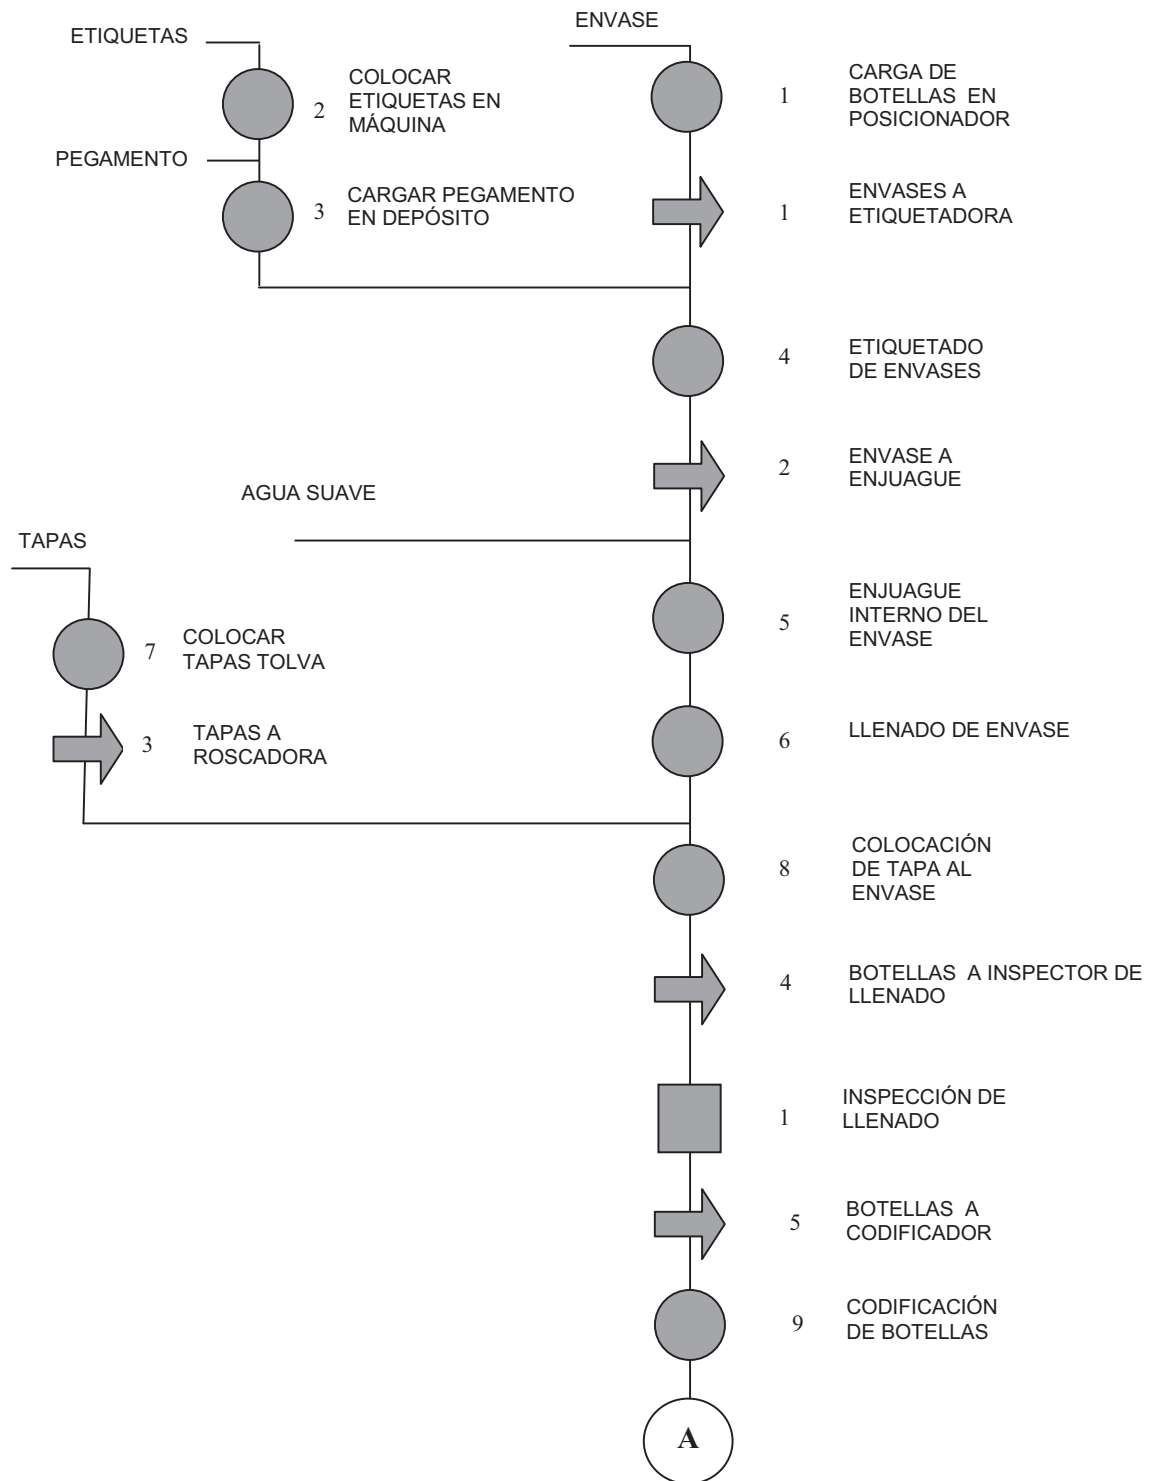 ENVASE
ETIQUETAS
2
COLOCAR
ETIQUETAS EN
MÁQUINA
1
CARGA DE
BOTELLAS EN
POSICIONADOR
PEGAMENTO
3
CARGAR PEGAMENTO
EN DEPÓSITO
1
ENVASES A
ETIQUETADORA
4
ETIQUETADO
DE ENVASES
2
ENVASE A
ENJUAGUE
AGUA SUAVE
TAPAS
5
ENJUAGUE
INTERNO DEL
ENVASE
7
COLOCAR
TAPAS TOLVA
3
TAPAS A
ROSCADORA
6
LLENADO DE ENVASE
8
COLOCACIÓN
DE TAPA AL
ENVASE
4
BOTELLAS A INSPECTOR DE
LLENADO
1
INSPECCIÓN DE
LLENADO
5
BOTELLAS A
CODIFICADOR
9
CODIFICACIÓN
DE BOTELLAS
A